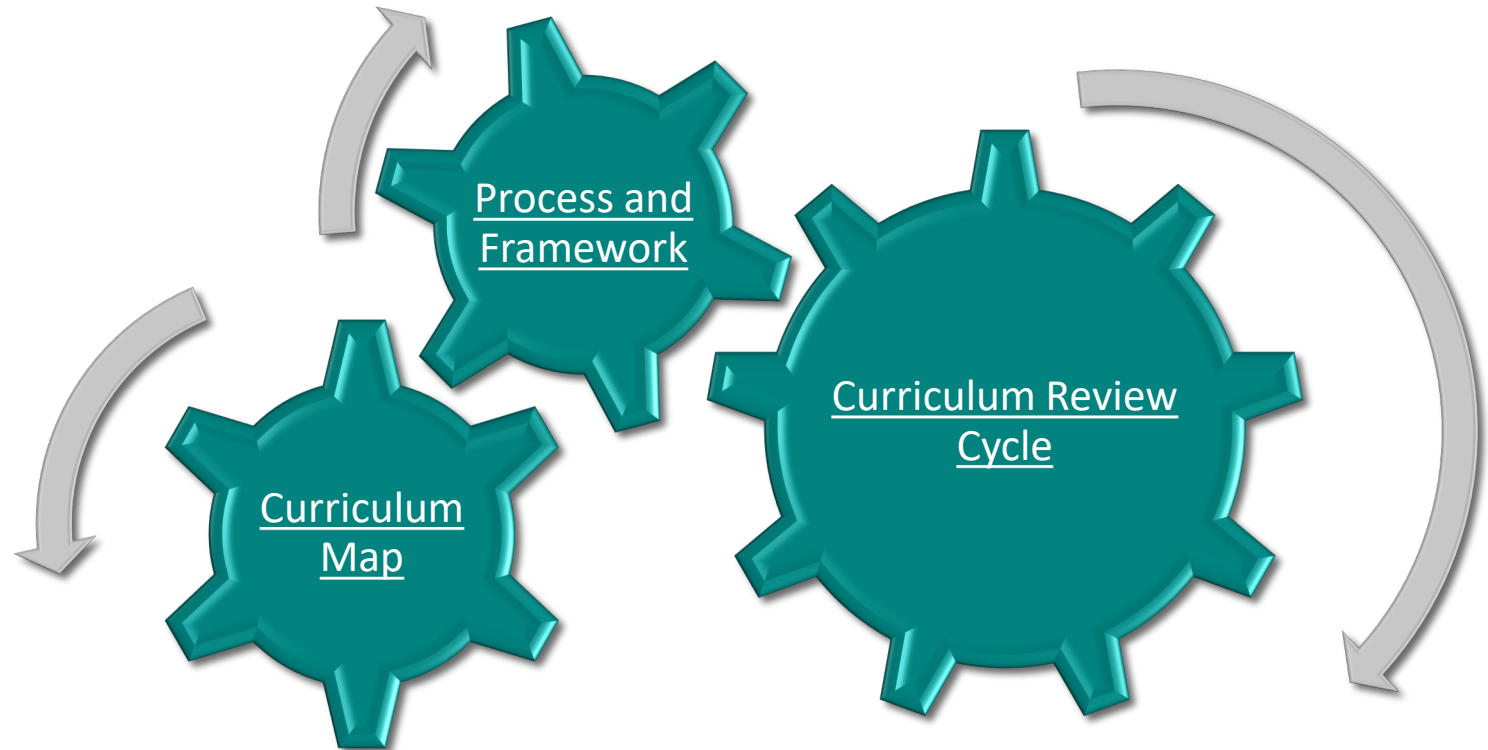 Process and
Framework
Curriculum Review
Cycle
Curriculum
Map